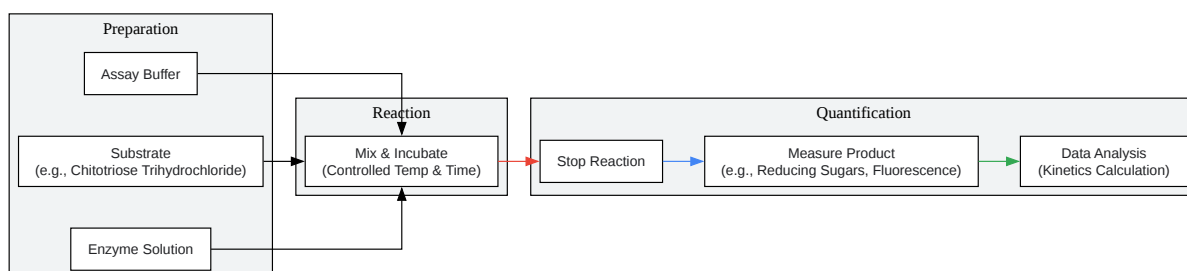 Preparation
Assay Buffer
Substrate
(e.g., Chitotriose Trihydrochloride)
Enzyme Solution
Reaction
Mix & Incubate
(Controlled Temp & Time)
Quantification
Stop Reaction
Measure Product
(e.g., Reducing Sugars, Fluorescence)
Data Analysis
(Kinetics Calculation)